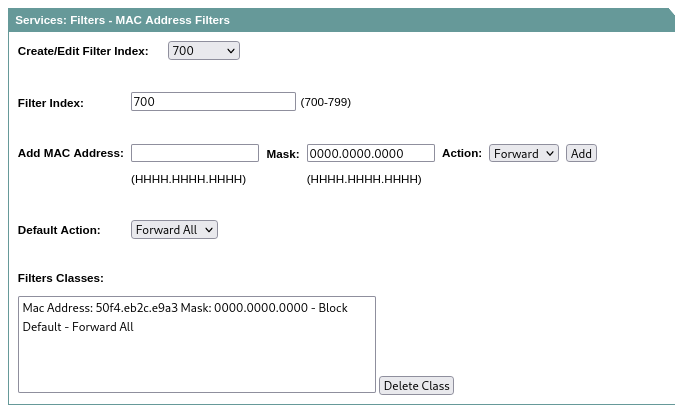 Services: Filters - MAC Address Filters
Create/Edit Filter Index: 700
Filter Index: 700 (700-799)
Add MAC Address: Mask: 0000.0000.0000 Action: Forward Add
(HHHH.HHHH.HHHH) (HHHH.HHHH.HHHH)
Default Action: Forward All
Filters Classes:
Mac Address: 50f4.eb2c.e9a3 Mask: 0000.0000.0000 - Block
Default - Forward All
Delete Class